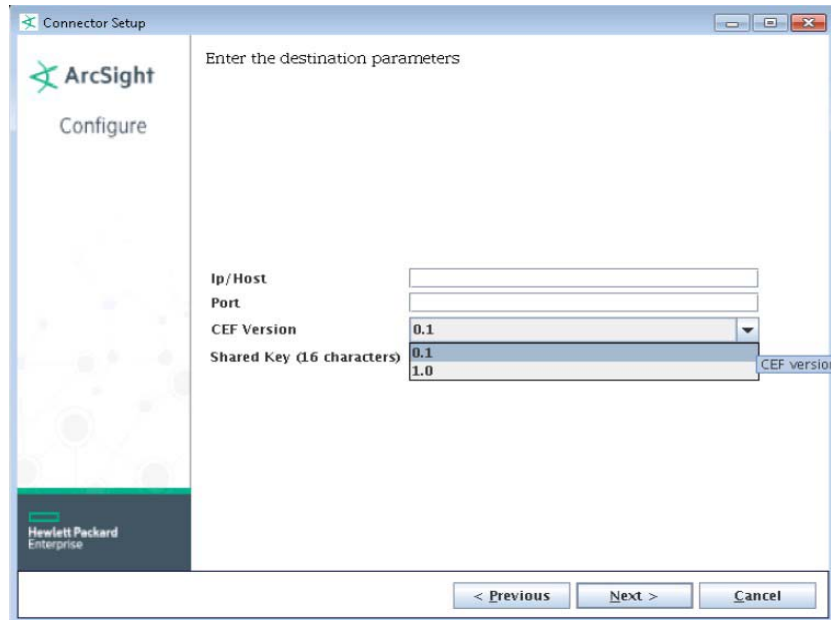 Connector Setup
ArcSight
Configure
Enter the destination parameters
Ip/Host
Port
CEF Version
0.1
Shared Key (16 characters)
0.1
1.0
CEF versio
Hewlett Packard
Enterprise
< Previous
Next >
Cancel